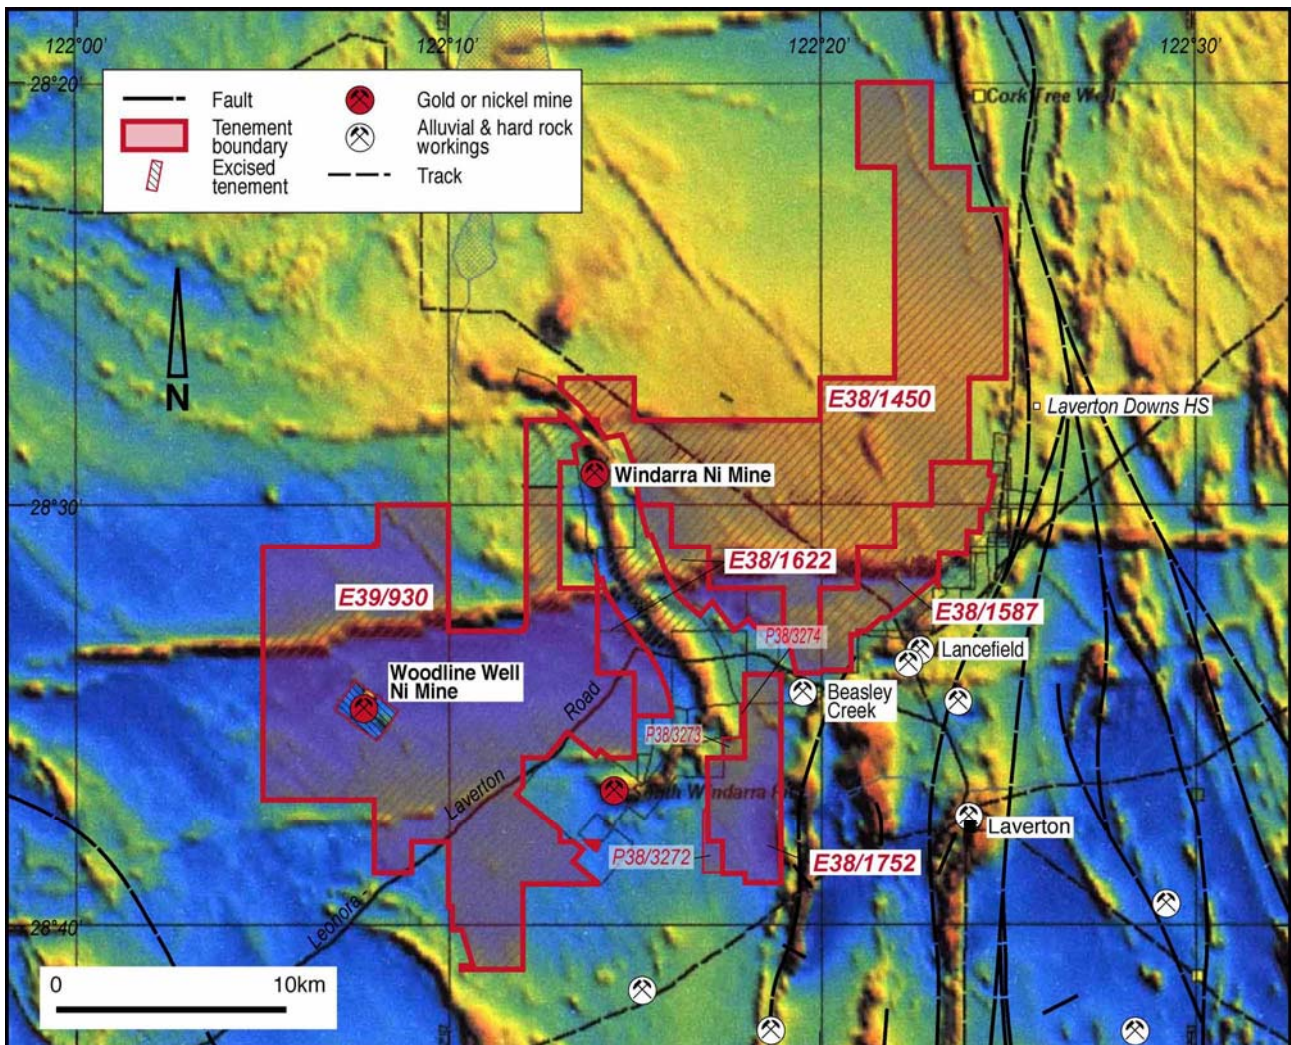 122°00'
122°10'
122°20'
122°30'
28°20'
Fault
Gold or nickel mine
Tenement
boundary
Alluvial & hard rock
workings
Excised
tenement
Track
Cork Tree Well
N
E38/1450
Laverton Downs HS
Windarra Ni Mine
28°30'
E38/1622
E39/930
E38/1587
P38/3274
Lancefield
Woodline Well
Ni Mine
Beasley
Creek
Road
P38/3273
Laverton
South Windarra
Laverton
P38/3272
E38/1752
Leonora
28°40'
0
10km